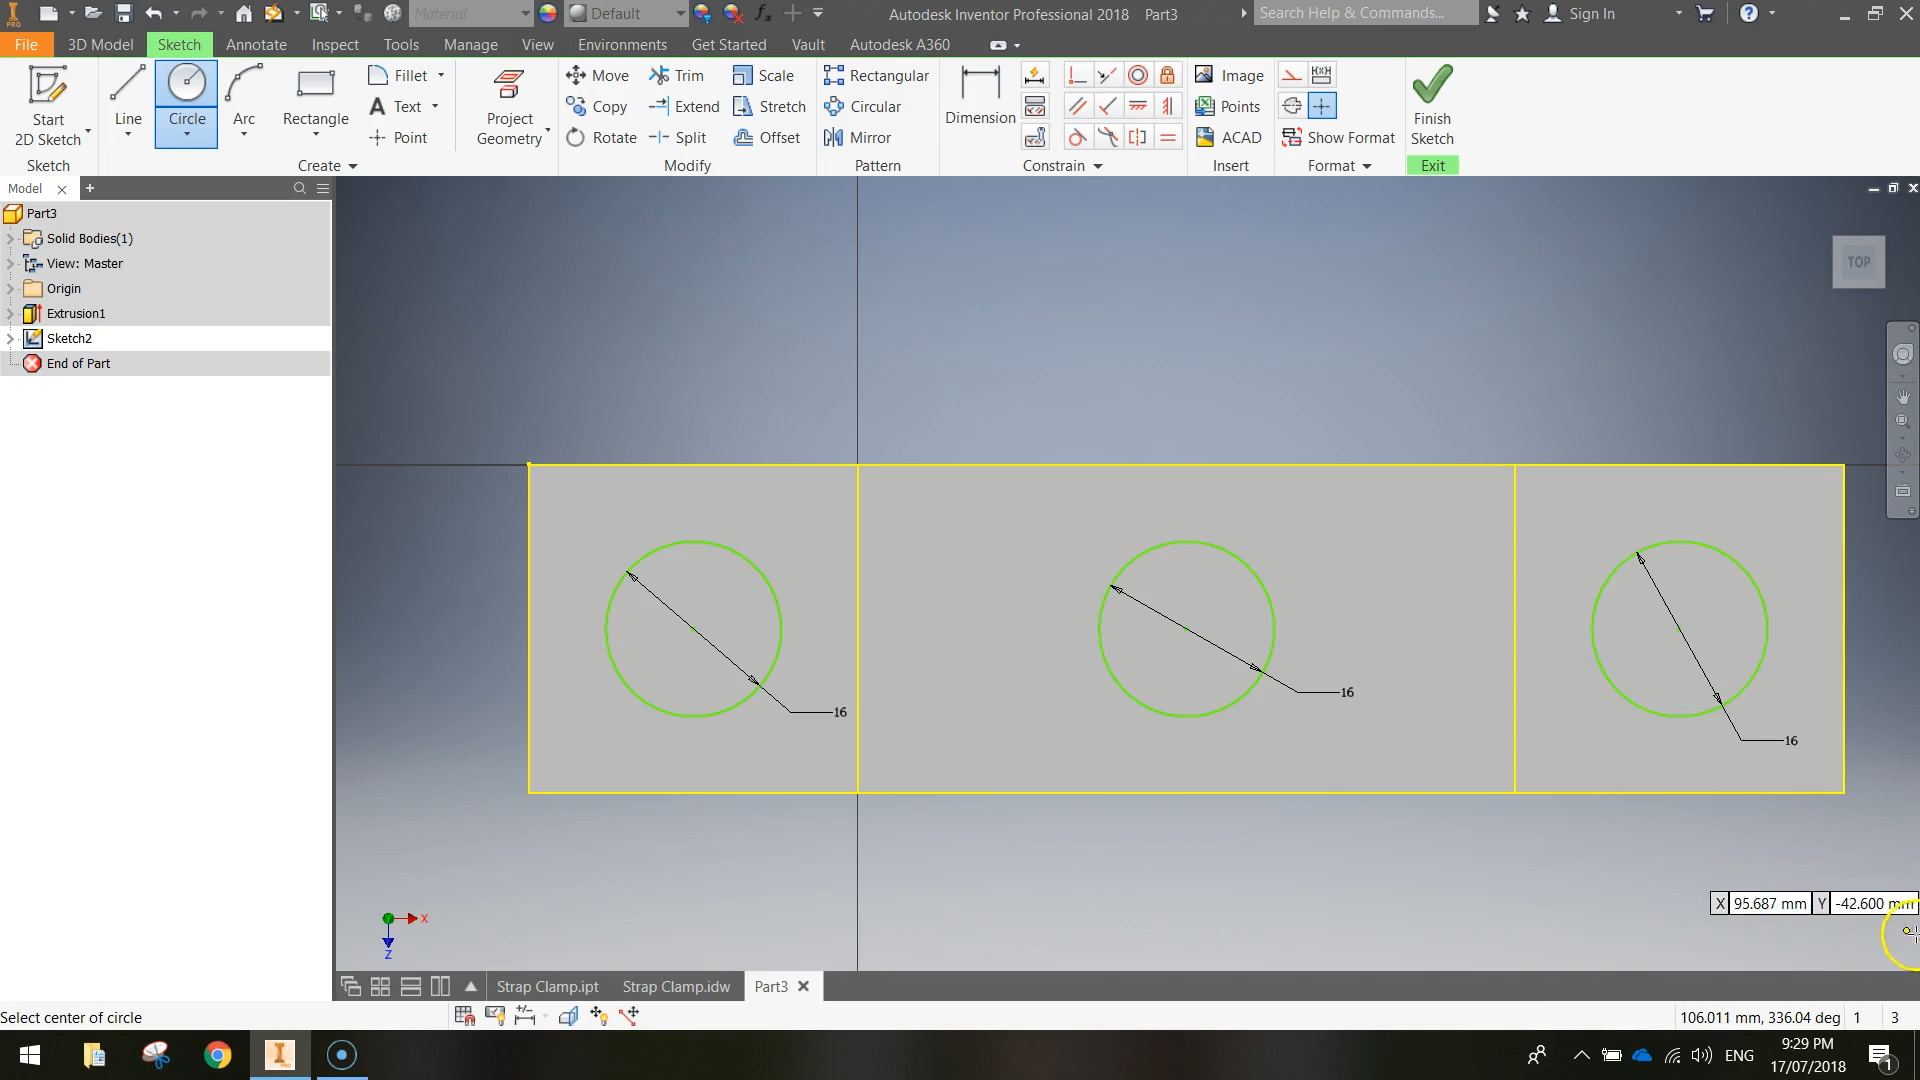 PRO Material Default fx Autodesk Inventor Professional 2018 Part3 Search Help & Commands... Sign In
File 3D Model Sketch Annotate Inspect Tools Manage View Environments Get Started Vault Autodesk A360
Fillet Move Trim Scale Rectangular Image
Start Line Circle Arc Rectangle Text Project Copy Extend Stretch Circular Dimension Points Finish
2D Sketch Point Geometry Rotate Split Offset Mirror ACAD Show Format Sketch
Sketch Create Modify Pattern Constrain Insert Format Exit
Model
Part3
Solid Bodies(1)
View: Master
Origin
Extrusion1
Sketch2
End of Part
TOP
16
16
16
X 95.687 mm Y -42.600 mm
X
Z
Strap Clamp.ipt Strap Clamp.idw Part3
Select center of circle 106.011 mm, 336.04 deg 1 3
ENG 9:29 PM
17/07/2018 1